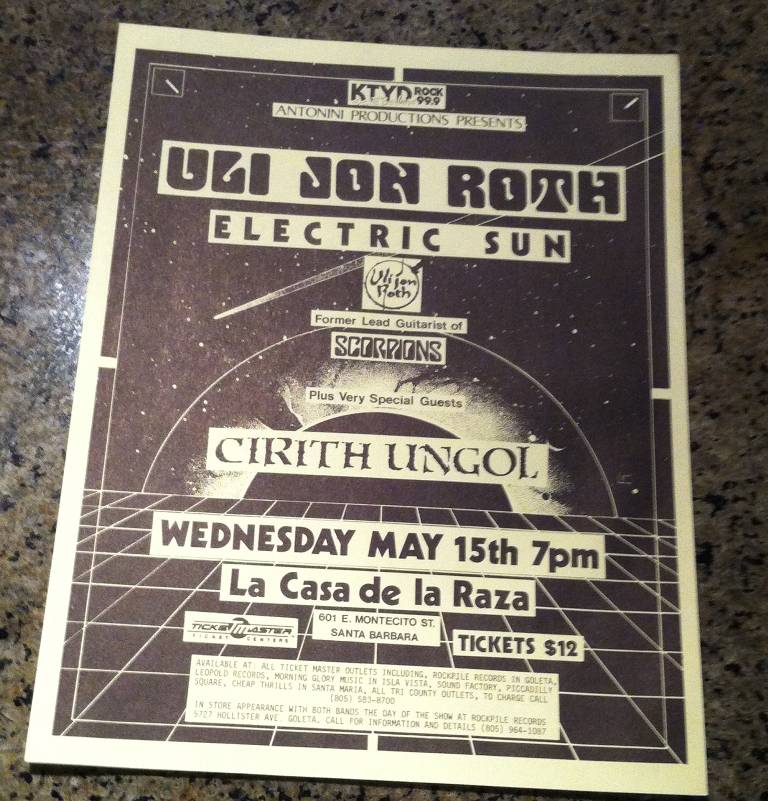 KTYD ROCK 99.9
ANTONINI PRODUCTIONS PRESENTS
ULI JON ROTH
ELECTRIC SUN
Uli Jon
Roth
Former Lead Guitarist of
SCORPIONS
Plus Very Special Guests
CIRITH UNGOL
WEDNESDAY MAY 15th 7pm
La Casa de la Raza
TICKETMASTER
TICKET CENTERS
601 E. MONTECITO ST.
SANTA BARBARA
TICKETS $12
AVAILABLE AT: ALL TICKET MASTER OUTLETS INCLUDING, ROCKPILE RECORDS IN GOLETA,
LEOPOLD RECORDS, MORNING GLORY MUSIC IN ISLA VISTA, SOUND FACTORY, PICCADILLY
SQUARE, CHEAP THRILLS IN SANTA MARIA, ALL TRI COUNTY OUTLETS, TO CHARGE CALL
(805) 583-8700
IN STORE APPEARANCE WITH BOTH BANDS THE DAY OF THE SHOW AT ROCKPILE RECORDS
5727 HOLLISTER AVE. GOLETA. CALL FOR INFORMATION AND DETAILS (805) 964-1087